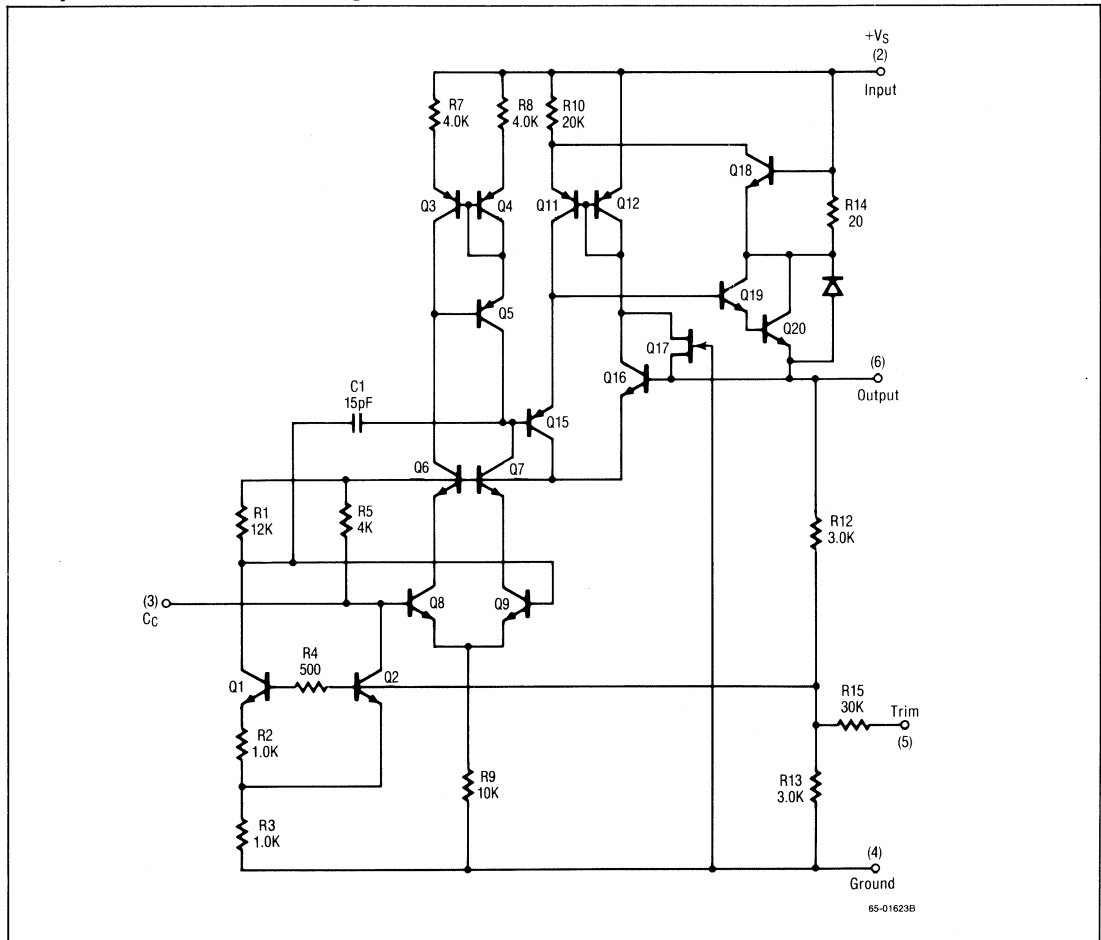 +VS
(2)
Input
R7
4.0K
R8
4.0K
R10
20K
Q18
R14
20
Q3
Q4
Q11
Q12
Q5
Q19
Q20
Q17
Q16
(6)
Output
C1
15pF
Q15
Q6
Q7
R1
12K
R5
4K
R12
3.0K
(3)
CC
Q8
Q9
R4
500
Q1
Q2
R15
30K
Trim
(5)
R2
1.0K
R9
10K
R13
3.0K
R3
1.0K
(4)
Ground
65-01623B